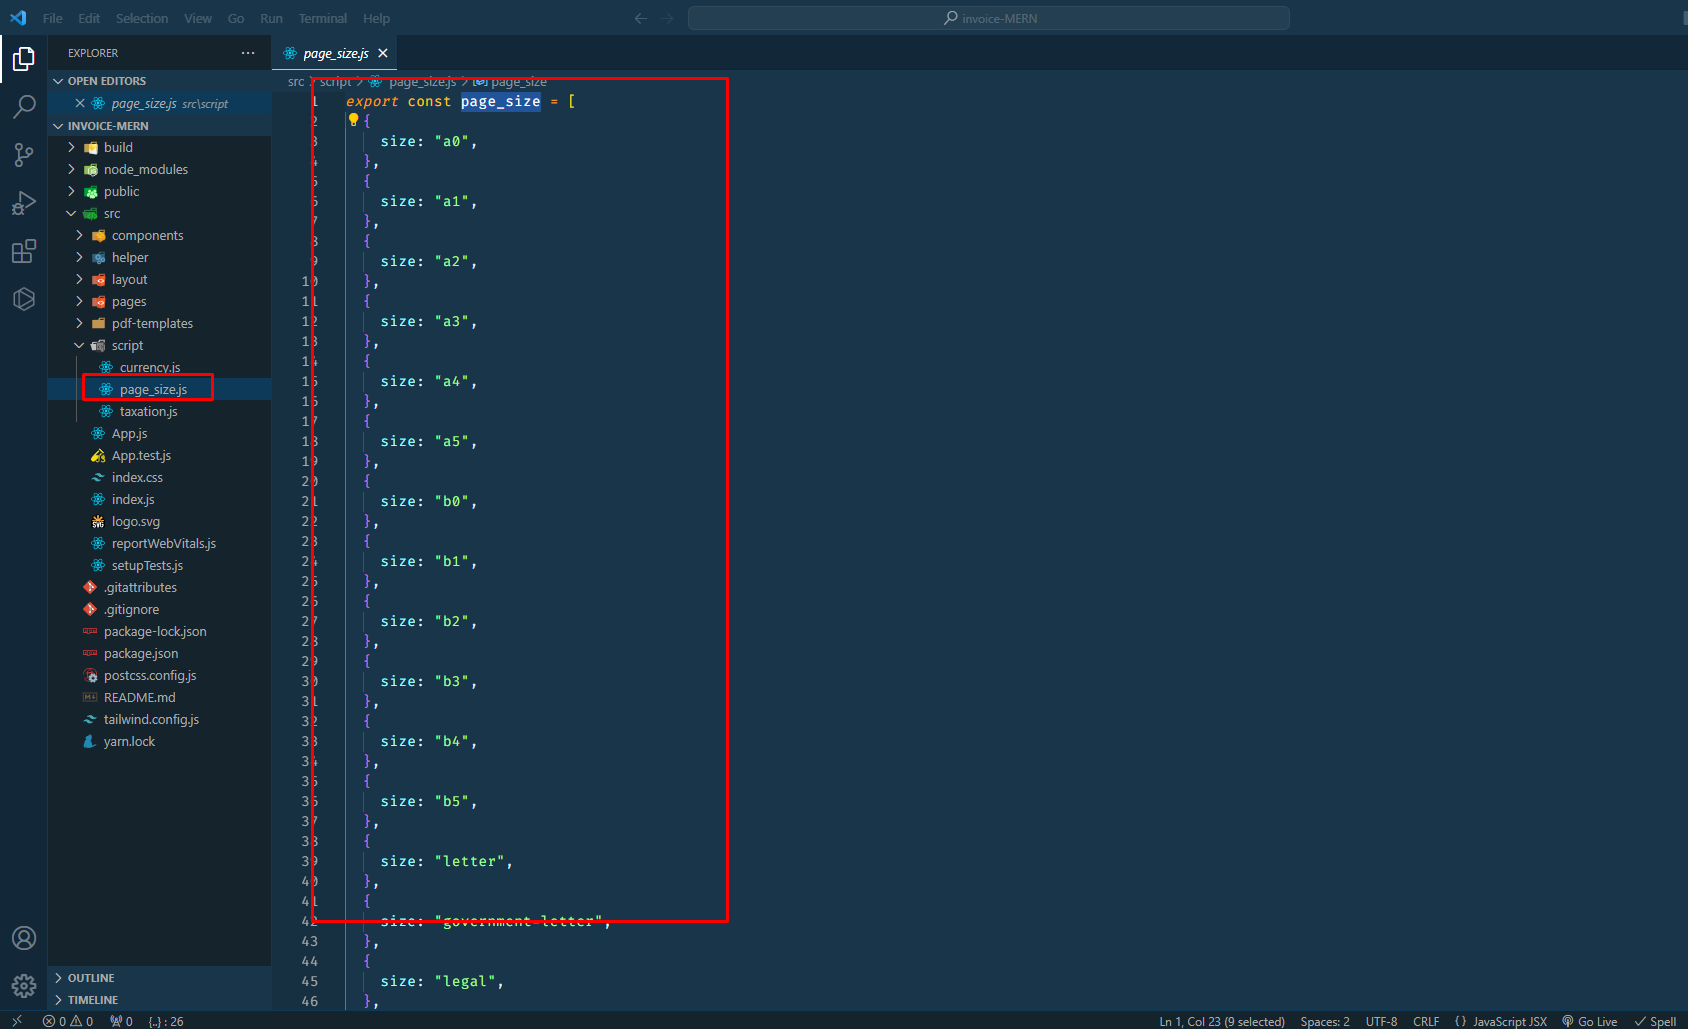 File Edit Selection View Go Run Terminal Help
invoice-MERN
EXPLORER
OPEN EDITORS
page_size.js src\script
INVOICE-MERN
build
node_modules
public
src
components
helper
layout
pages
pdf-templates
script
currency.js
page_size.js
taxation.js
App.js
App.test.js
index.css
index.js
logo.svg
reportWebVitals.js
setupTests.js
.gitattributes
.gitignore
package-lock.json
package.json
postcss.config.js
README.md
tailwind.config.js
yarn.lock
OUTLINE
TIMELINE
page_size.js
src > script > page_size.js > page_size
1 export const page_size = [
2 {
3 size: "a0",
4 },
5 {
6 size: "a1",
7 },
8 {
9 size: "a2",
10 },
11 {
12 size: "a3",
13 },
14 {
15 size: "a4",
16 },
17 {
18 size: "a5",
19 },
20 {
21 size: "b0",
22 },
23 {
24 size: "b1",
25 },
26 {
27 size: "b2",
28 },
29 {
30 size: "b3",
31 },
32 {
33 size: "b4",
34 },
35 {
36 size: "b5",
37 },
38 {
39 size: "letter",
40 },
41 {
42 size: "government-letter",
43 },
44 {
45 size: "legal",
46 },
0 0 0 {..} : 26 Ln 1, Col 23 (9 selected) Spaces: 2 UTF-8 CRLF {} JavaScript JSX Go Live Spell